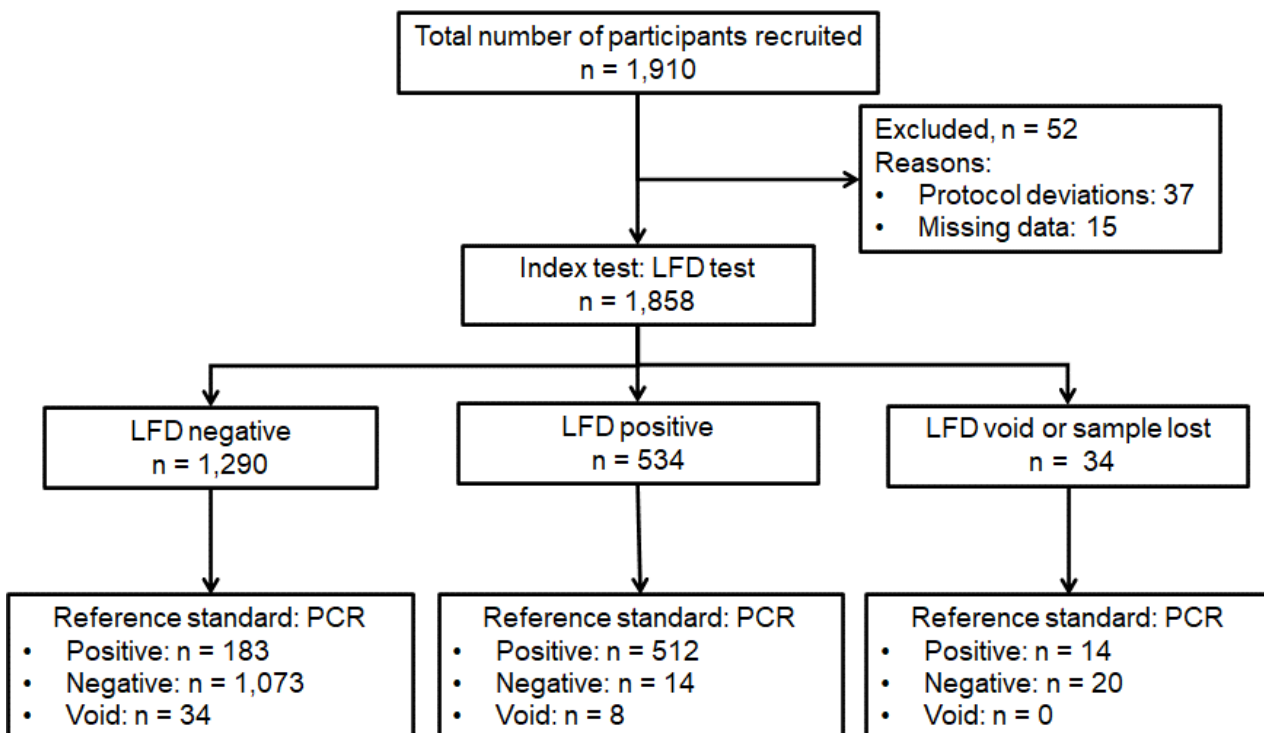 Total number of participants recruited
n = 1,910
Excluded, n = 52
Reasons:
• Protocol deviations: 37
• Missing data: 15
Index test: LFD test
n = 1,858
LFD negative
n = 1,290
LFD positive
n = 534
LFD void or sample lost
n = 34
Reference standard: PCR
• Positive: n = 183
• Negative: n = 1,073
• Void: n = 34
Reference standard: PCR
• Positive: n = 512
• Negative: n = 14
• Void: n = 8
Reference standard: PCR
• Positive: n = 14
• Negative: n = 20
• Void: n = 0